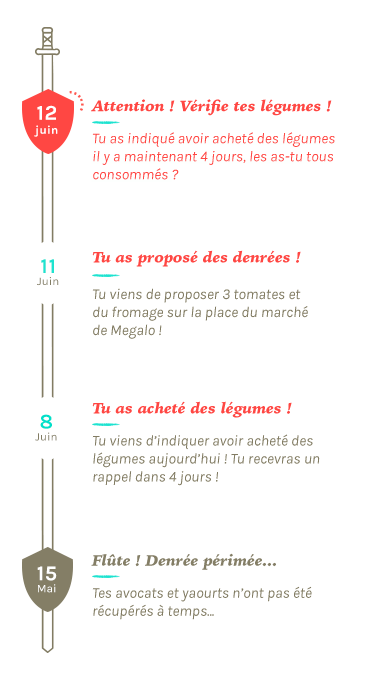 12
juin
Attention ! Vérifie tes légumes !
Tu as indiqué avoir acheté des légumes
il y a maintenant 4 jours, les as-tu tous
consommés ?
11
Juin
Tu as proposé des denrées !
Tu viens de proposer 3 tomates et
du fromage sur la place du marché
de Megalo !
8
Juin
Tu as acheté des légumes !
Tu viens d'indiquer avoir acheté des
légumes aujourd'hui ! Tu recevras un
rappel dans 4 jours !
15
Mai
Flûte ! Denrée périmée...
Tes avocats et yaourts n'ont pas été
récupérés à temps...